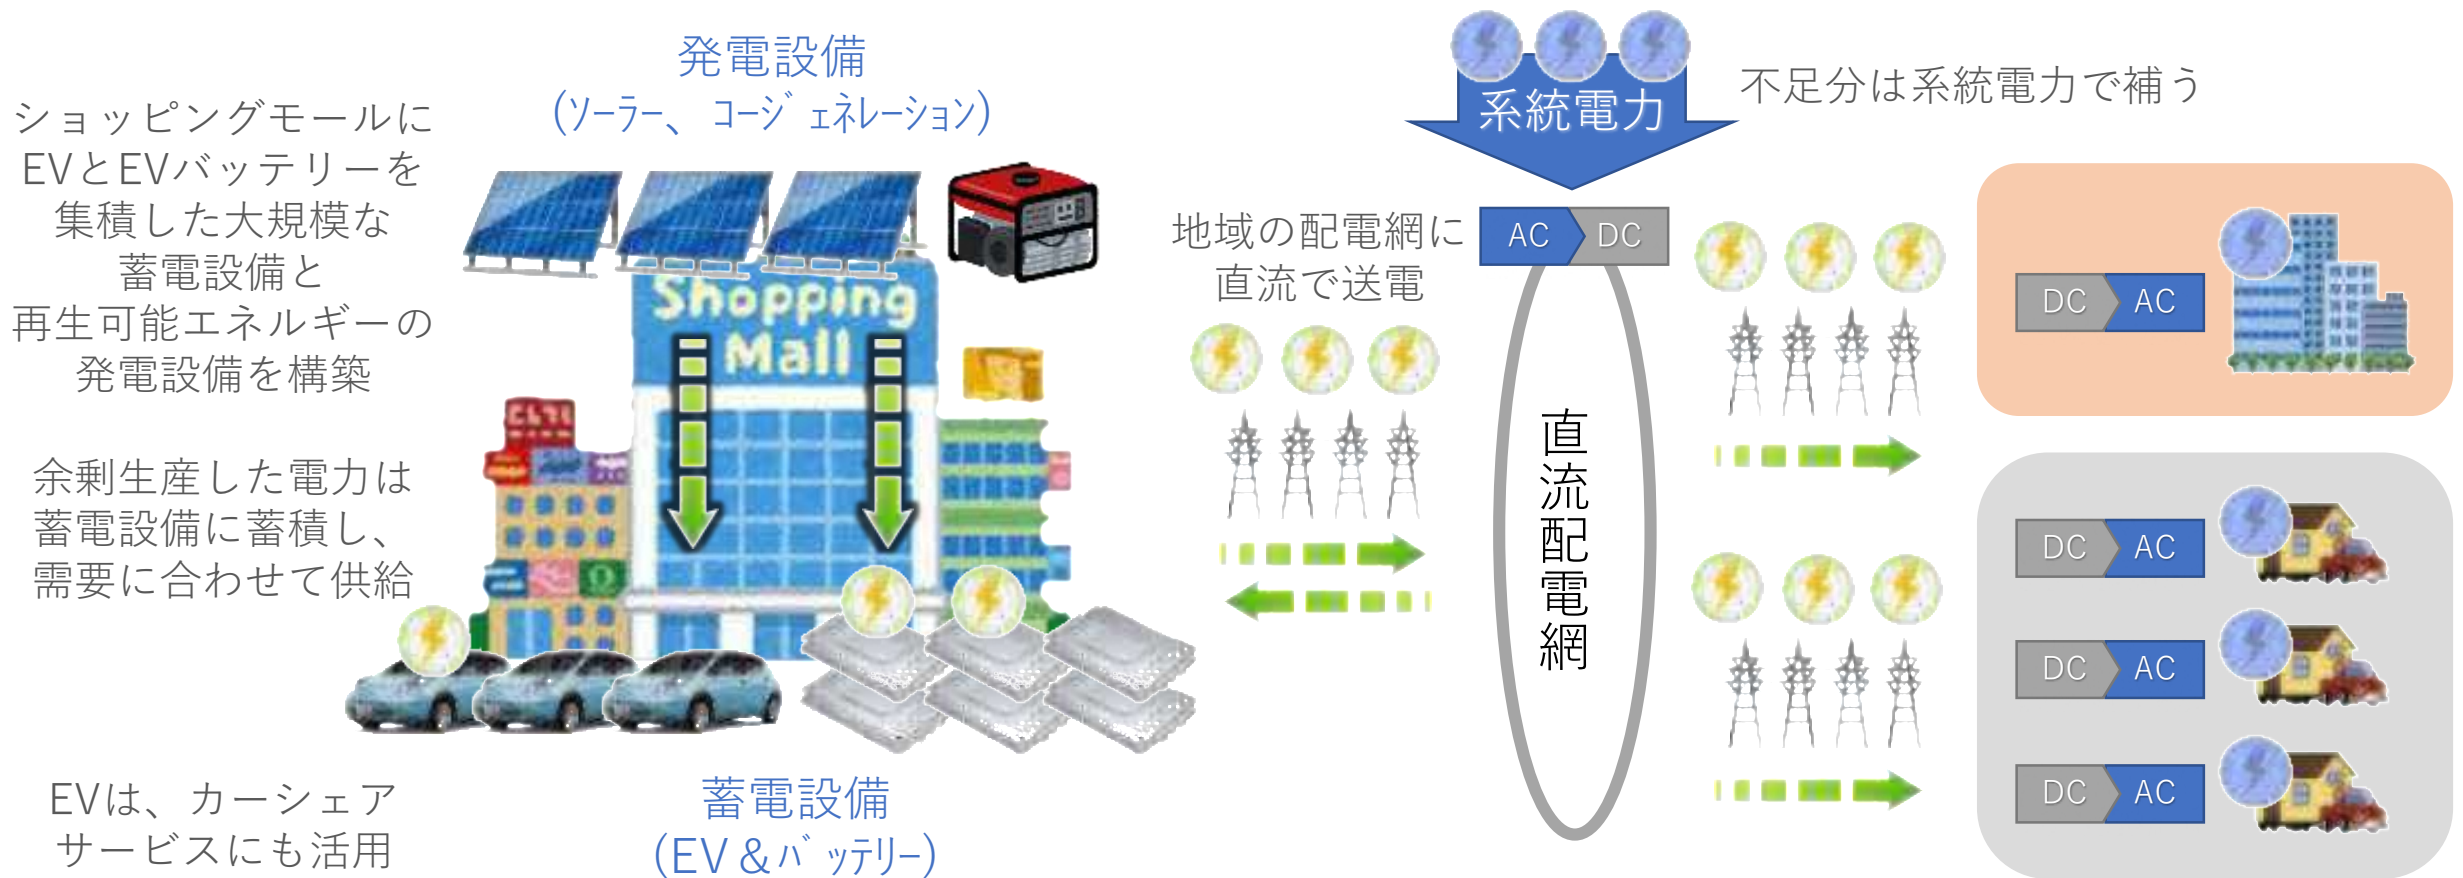 ショッピングモールに
EVとEVバッテリーを
集積した大規模な
蓄電設備と
再生可能エネルギーの
発電設備を構築
余剰生産した電力は
蓄電設備に蓄積し、
需要に合わせて供給
EVは、カーシェア
サービスにも活用
発電設備
(ｿｰﾗｰ、ｺｰｼﾞｪﾈﾚｰｼｮﾝ)
Shopping
Mall
蓄電設備
(EV＆ﾊﾞｯﾃﾘｰ)
地域の配電網に
直流で送電
系統電力
不足分は系統電力で補う
AC DC
直流配電網
DC AC
DC AC
DC AC
DC AC